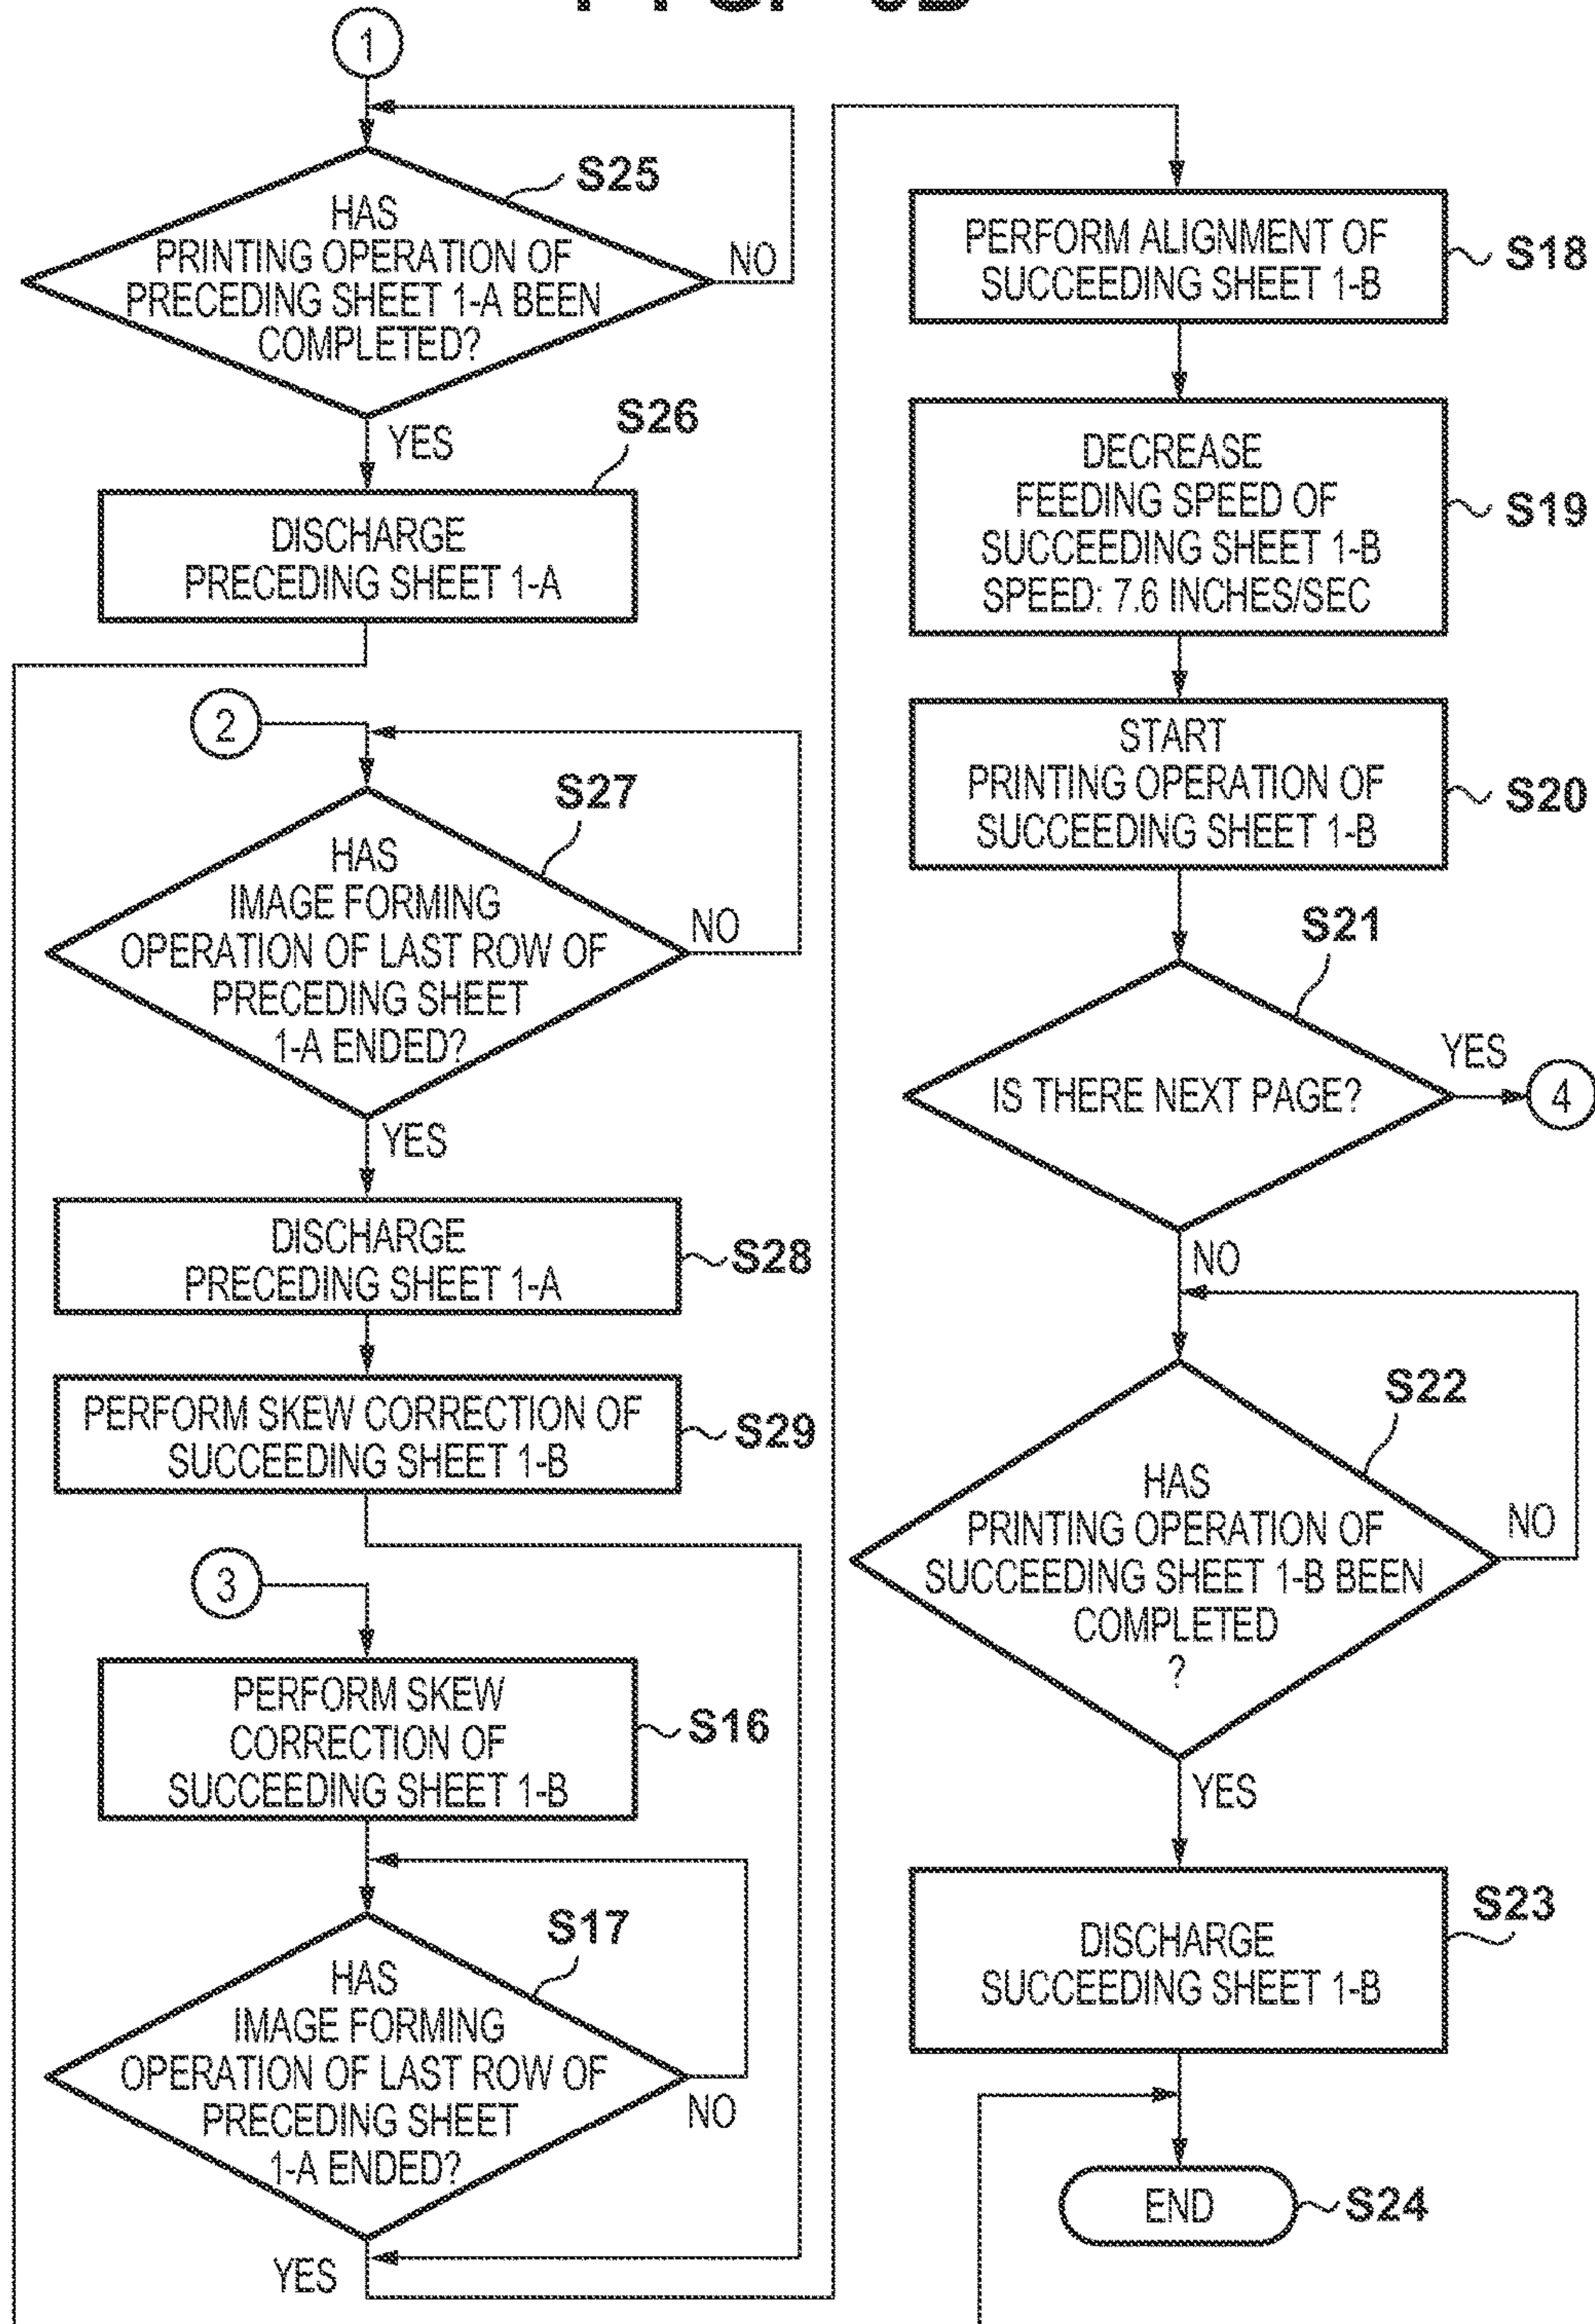 1
S25
HAS
PRINTING OPERATION OF
PRECEDING SHEET 1-A BEEN
COMPLETED?
NO
YES
S26
DISCHARGE
PRECEDING SHEET 1-A
2
S27
HAS
IMAGE FORMING
OPERATION OF LAST ROW OF
PRECEDING SHEET
1-A ENDED?
NO
YES
DISCHARGE
PRECEDING SHEET 1-A
S28
PERFORM SKEW CORRECTION OF
SUCCEEDING SHEET 1-B
S29
3
PERFORM SKEW
CORRECTION OF
SUCCEEDING SHEET 1-B
S16
S17
HAS
IMAGE FORMING
OPERATION OF LAST ROW OF
PRECEDING SHEET
1-A ENDED?
NO
YES
PERFORM ALIGNMENT OF
SUCCEEDING SHEET 1-B
S18
DECREASE
FEEDING SPEED OF
SUCCEEDING SHEET 1-B
SPEED: 7.6 INCHES/SEC
S19
START
PRINTING OPERATION OF
SUCCEEDING SHEET 1-B
S20
S21
IS THERE NEXT PAGE?
YES
4
NO
S22
HAS
PRINTING OPERATION OF
SUCCEEDING SHEET 1-B BEEN
COMPLETED
?
NO
YES
DISCHARGE
SUCCEEDING SHEET 1-B
S23
END
S24